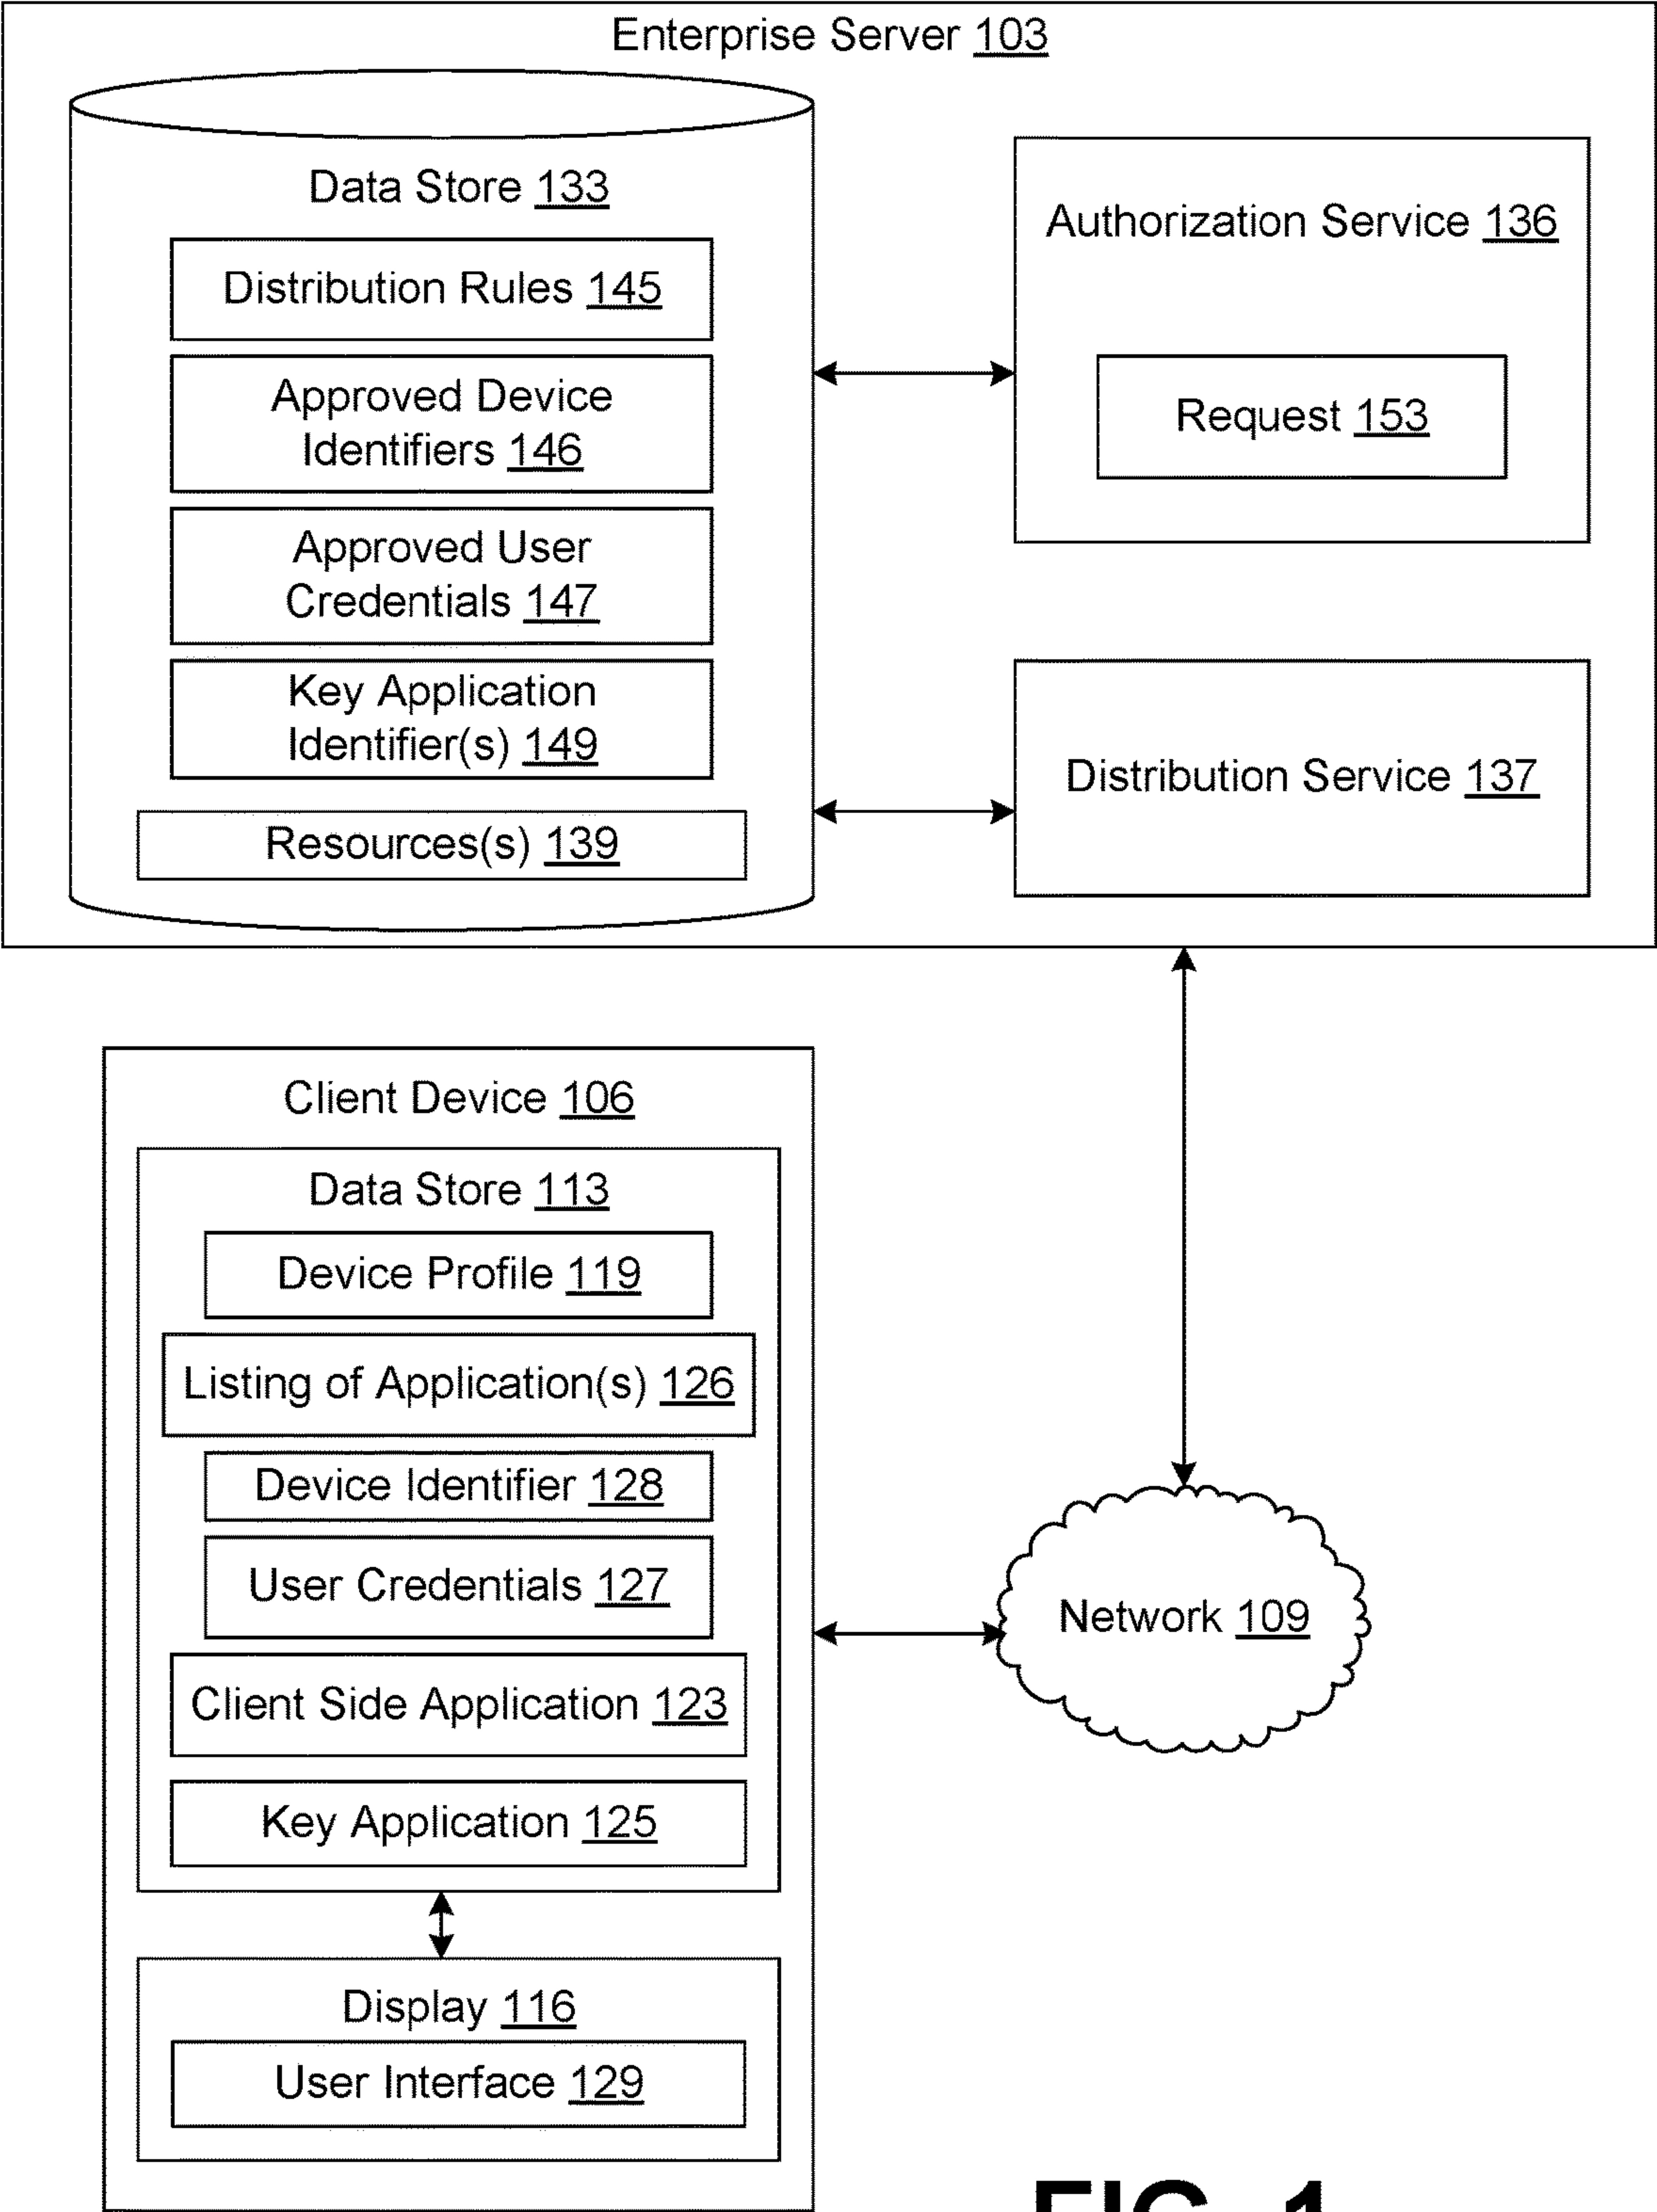 Enterprise Server 103
Data Store 133
Distribution Rules 145
Approved Device
Identifiers 146
Approved User
Credentials 147
Key Application
Identifier(s) 149
Resources(s) 139
Authorization Service 136
Request 153
Distribution Service 137
Client Device 106
Data Store 113
Device Profile 119
Listing of Application(s) 126
Device Identifier 128
User Credentials 127
Client Side Application 123
Key Application 125
Display 116
User Interface 129
Network 109
FIG. 1